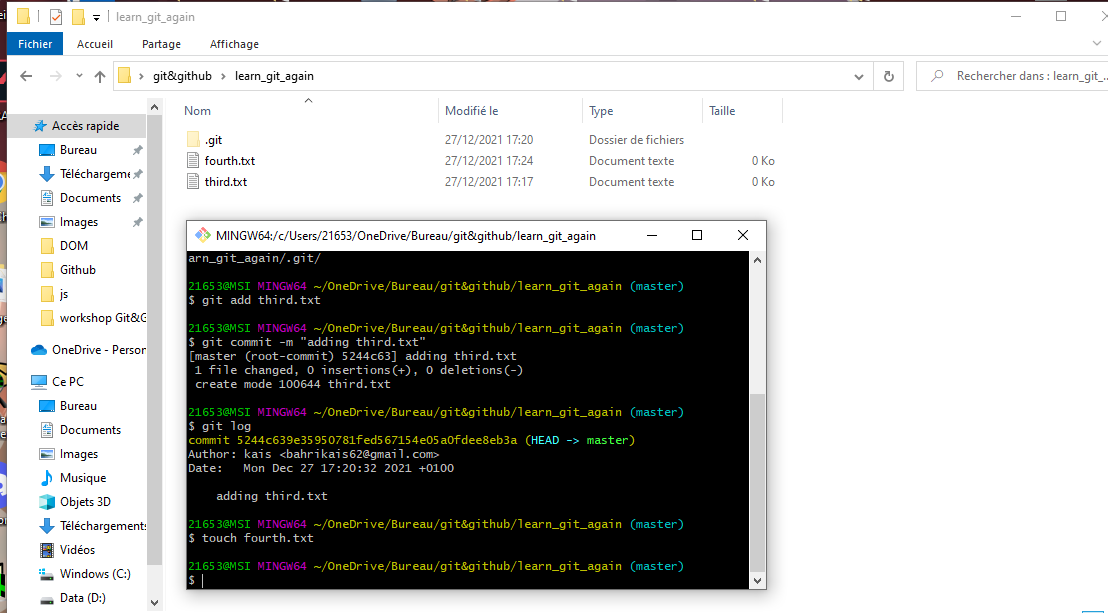 learn_git_again
Fichier Accueil Partage Affichage
git&github learn_git_again Rechercher dans : learn_git_...
Nom Modifié le Type Taille
.git 27/12/2021 17:20 Dossier de fichiers
fourth.txt 27/12/2021 17:24 Document texte 0 Ko
third.txt 27/12/2021 17:17 Document texte 0 Ko
Accès rapide
Bureau
Téléchargeme
Documents
Images
DOM
Github
js
workshop Git&G
OneDrive - Person
Ce PC
Bureau
Documents
Images
Musique
Objets 3D
Téléchargements
Vidéos
Windows (C:)
Data (D:)
MINGW64:/c/Users/21653/OneDrive/Bureau/git&github/learn_git_again
arn_git_again/.git/
21653@MSI MINGW64 ~/OneDrive/Bureau/git&github/learn_git_again (master)
$ git add third.txt
21653@MSI MINGW64 ~/OneDrive/Bureau/git&github/learn_git_again (master)
$ git commit -m "adding third.txt"
[master (root-commit) 5244c63] adding third.txt
1 file changed, 0 insertions(+), 0 deletions(-)
create mode 100644 third.txt
21653@MSI MINGW64 ~/OneDrive/Bureau/git&github/learn_git_again (master)
$ git log
commit 5244c639e35950781fed567154e05a0fdee8eb3a (HEAD -> master)
Author: kais <bahrikais62@gmail.com>
Date: Mon Dec 27 17:20:32 2021 +0100
adding third.txt
21653@MSI MINGW64 ~/OneDrive/Bureau/git&github/learn_git_again (master)
$ touch fourth.txt
21653@MSI MINGW64 ~/OneDrive/Bureau/git&github/learn_git_again (master)
$